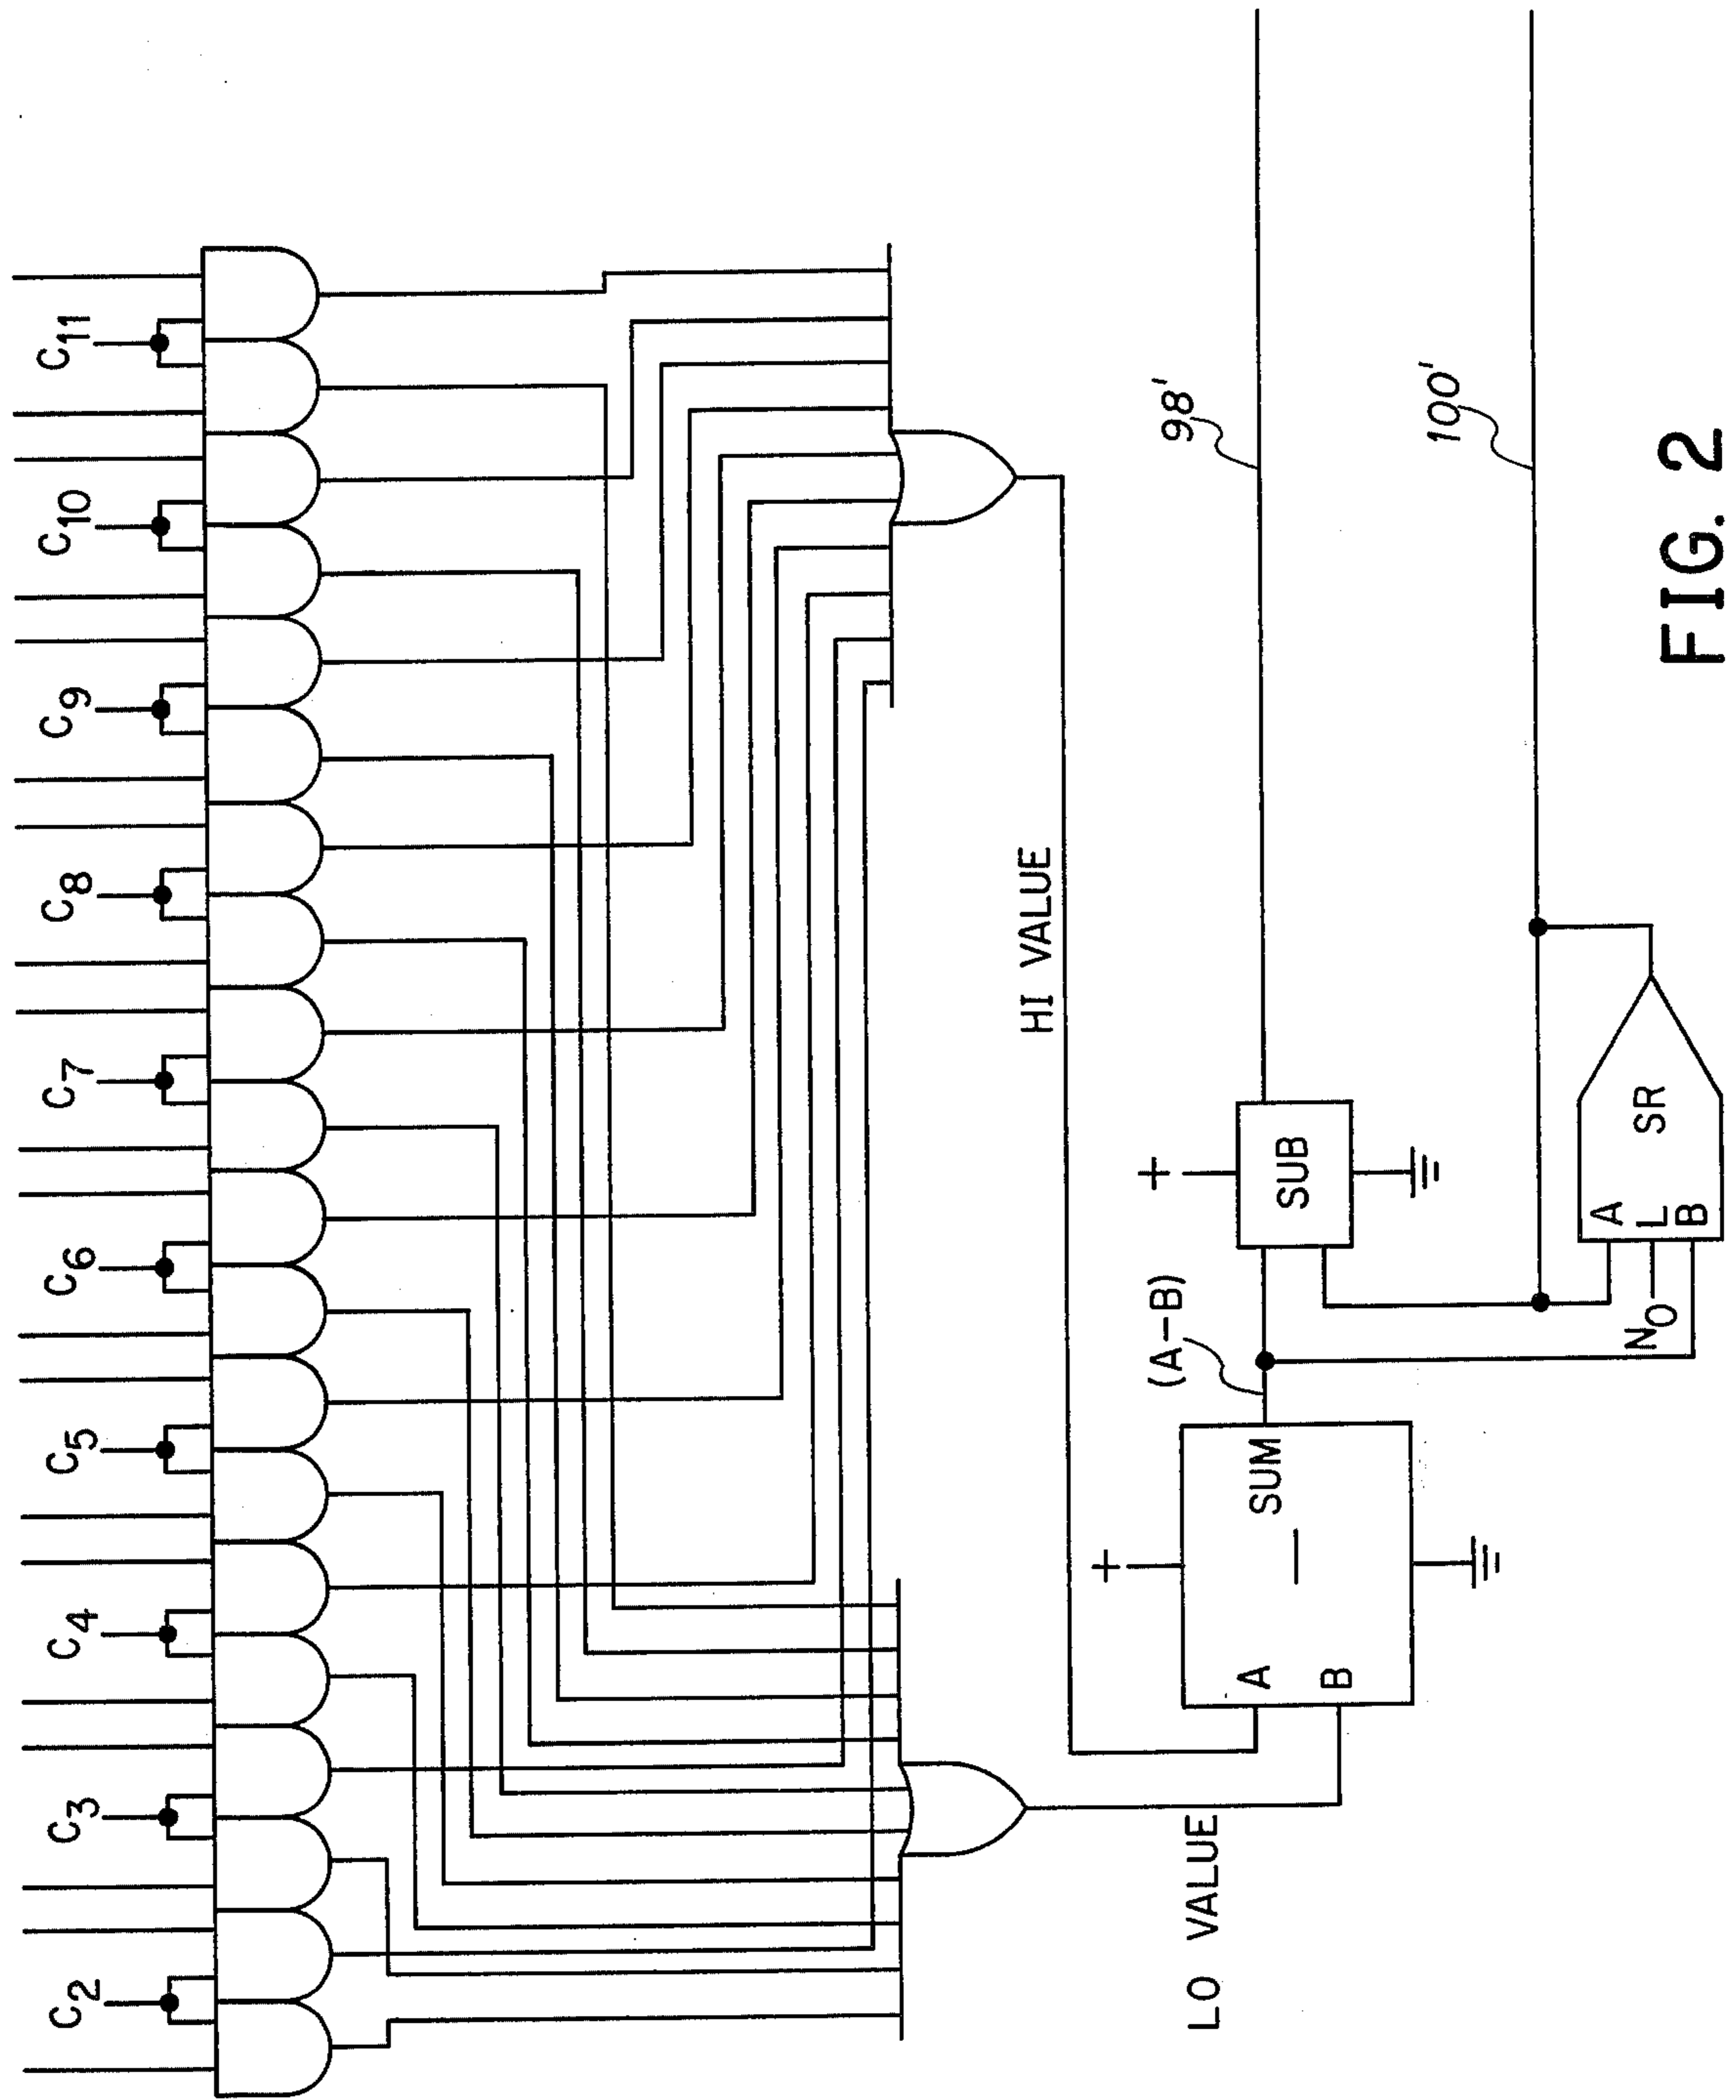 C2
C3
C4
C5
C6
C7
C8
C9
C10
C11
HI VALUE
LO VALUE
+
A
B
SUM
—
(A-B)
+
SUB
98'
100'
N0
A
L
B
SR
FIG. 2